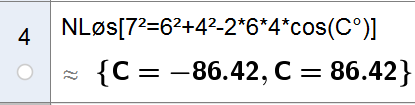 4
NLøs[7²=6²+4²-2*6*4*cos(C°)]
≈ {C = −86.42, C = 86.42}